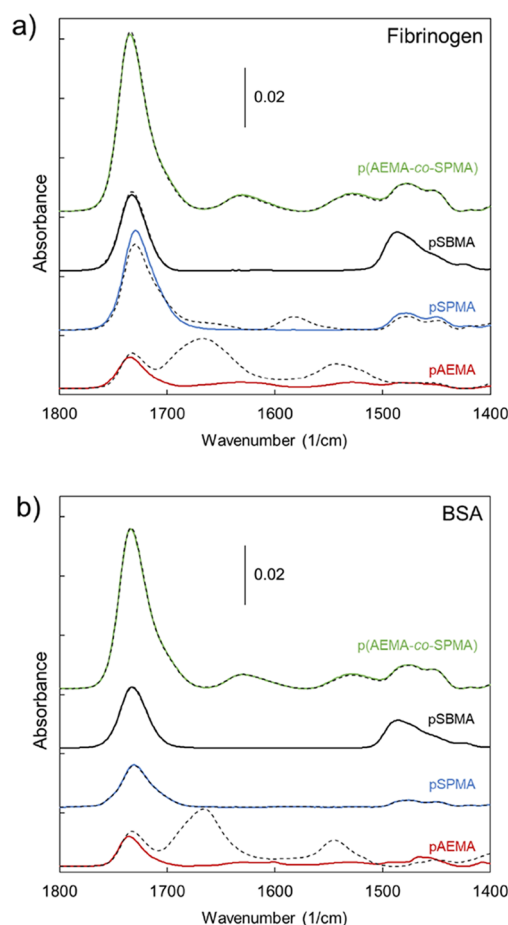 a)
Fibrinogen
0.02
p(AEMA-co-SPMA)
pSBMA
pSPMA
pAEMA
Absorbance
1800 1700 1600 1500 1400
Wavenumber (1/cm)
b)
BSA
0.02
p(AEMA-co-SPMA)
pSBMA
pSPMA
pAEMA
Absorbance
1800 1700 1600 1500 1400
Wavenumber (1/cm)